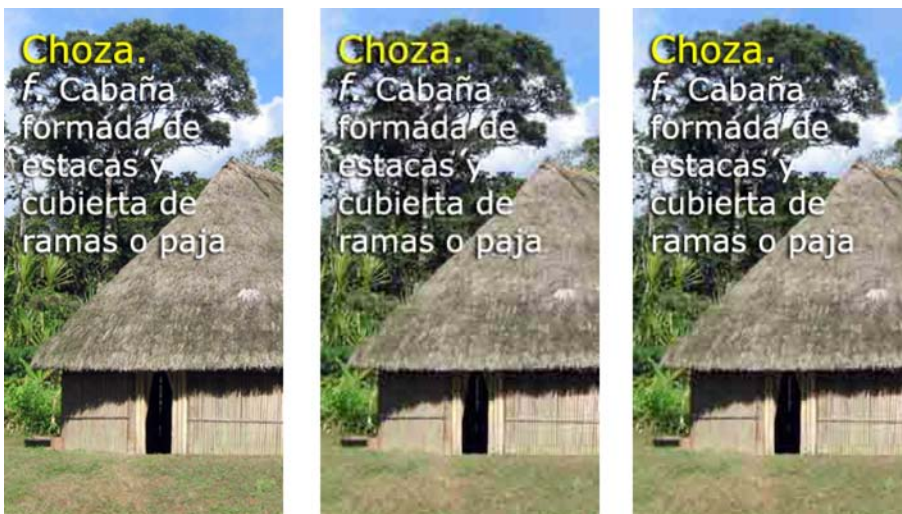 Choza.
f. Cabaña
formada de
estacas y
cubierta de
ramas o paja
Choza.
f. Cabaña
formada de
estacas y
cubierta de
ramas o paja
Choza.
f. Cabaña
formada de
estacas y
cubierta de
ramas o paja